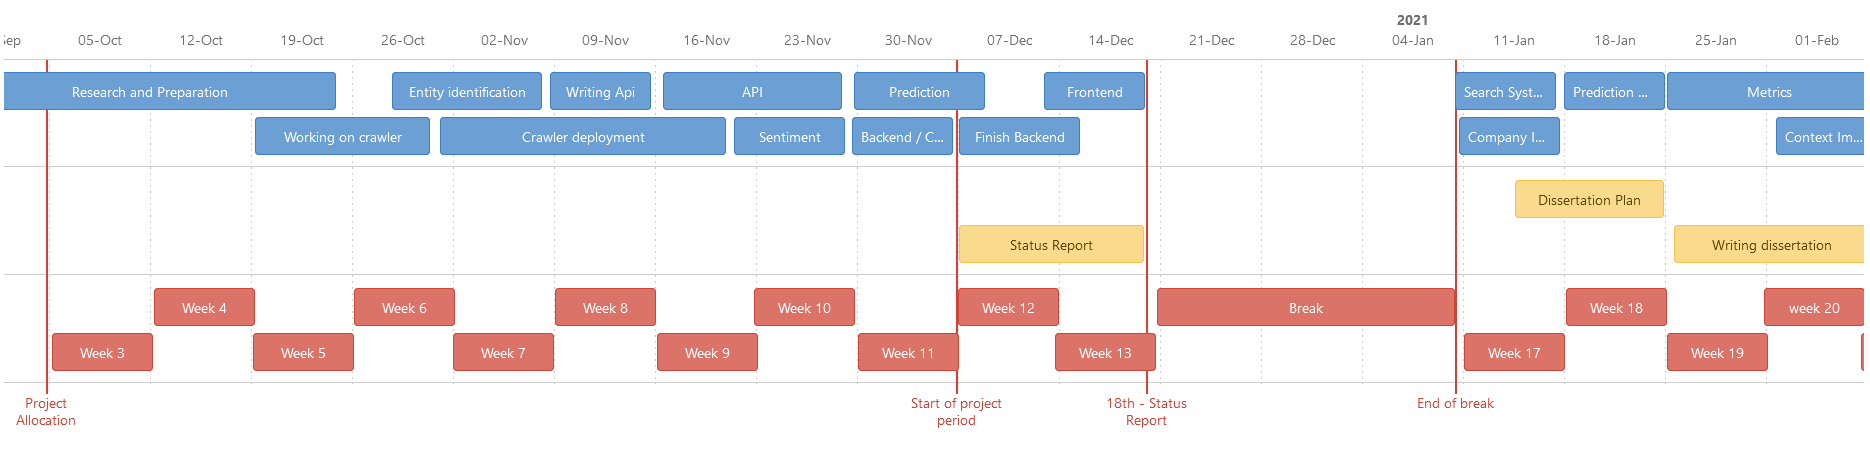 2021
Sep 05-Oct 12-Oct 19-Oct 26-Oct 02-Nov 09-Nov 16-Nov 23-Nov 30-Nov 07-Dec 14-Dec 21-Dec 28-Dec 04-Jan 11-Jan 18-Jan 25-Jan 01-Feb
Research and Preparation Entity identification Writing Api API Prediction Frontend Search Syst... Prediction ... Metrics
Working on crawler Crawler deployment Sentiment Backend / C... Finish Backend Company I... Context Im...
Dissertation Plan
Status Report Writing dissertation
Week 4 Week 6 Week 8 Week 10 Week 12 Break Week 18 week 20
Week 3 Week 5 Week 7 Week 9 Week 11 Week 13 Week 17 Week 19
Project
Allocation
Start of project
period
18th - Status
Report
End of break